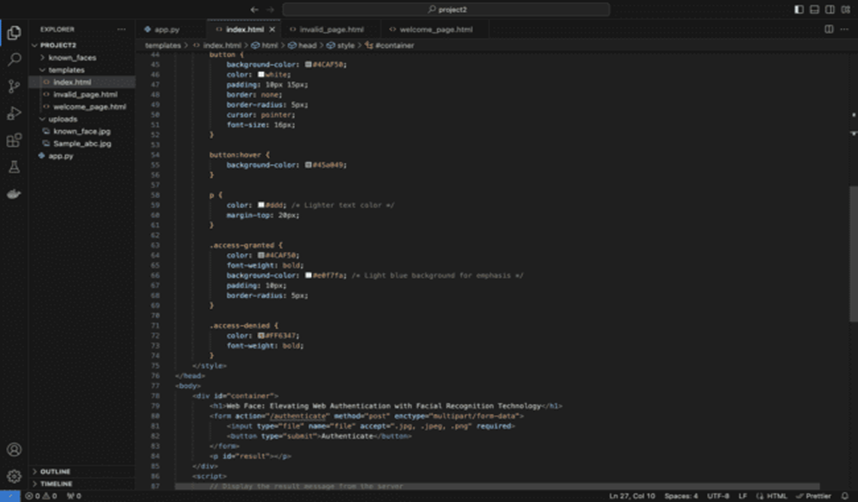 project2
EXPLORER
PROJECT2
known_faces
templates
index.html
invalid_page.html
welcome_page.html
uploads
known_face.jpg
Sample_abc.jpg
app.py
OUTLINE
TIMELINE
app.py
index.html
invalid_page.html
welcome_page.html
templates > index.html > html > head > style > #container
44 button {
45 background-color: #4CAF50;
46 color: white;
47 padding: 10px 15px;
48 border: none;
49 border-radius: 5px;
50 cursor: pointer;
51 font-size: 16px;
52 }
53
54 button:hover {
55 background-color: #45a049;
56 }
57
58 p {
59 color: #ddd; /* Lighter text color */
60 margin-top: 20px;
61 }
62
63 .access-granted {
64 color: #4CAF50;
65 font-weight: bold;
66 background-color: #e0f7fa; /* Light blue background for emphasis */
67 padding: 10px;
68 border-radius: 5px;
69 }
70
71 .access-denied {
72 color: #FF6347;
73 font-weight: bold;
74 }
75 </style>
76 </head>
77 <body>
78 <div id="container">
79 <h1>Web Face: Elevating Web Authentication with Facial Recognition Technology</h1>
80 <form action="/authenticate" method="post" enctype="multipart/form-data">
81 <input type="file" name="file" accept=".jpg, .jpeg, .png" required>
82 <button type="submit">Authenticate</button>
83 </form>
84 <p id="result"></p>
85 </div>
86 <script>
87 // Display the result message from the server
0 0 0
Ln 27, Col 10 Spaces: 4 UTF-8 LF HTML Prettier